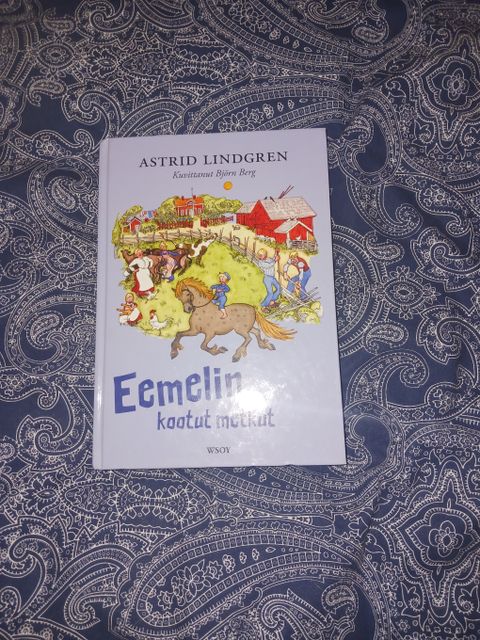 ASTRID LINDGREN
Kuvittanut Björn Berg
Eemelin
kootut metkut
WSOY